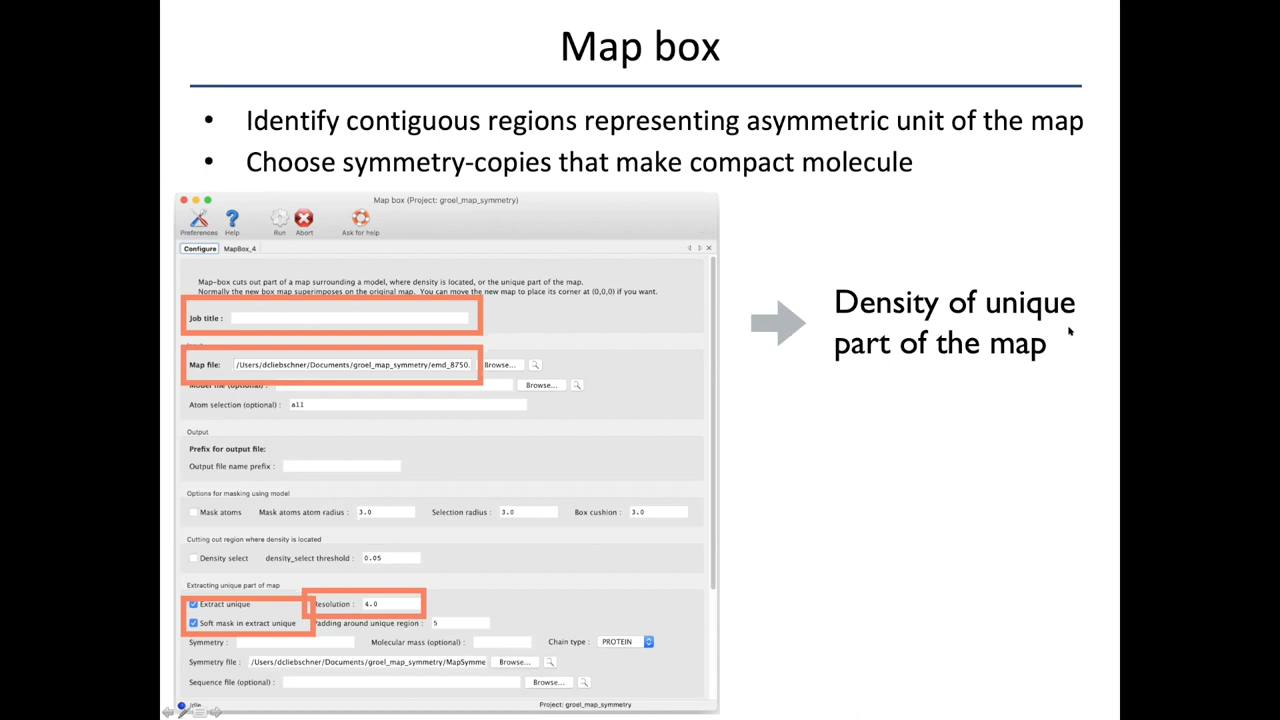 Map box
• Identify contiguous regions representing asymmetric unit of the map
• Choose symmetry-copies that make compact molecule
Map box (Project: groel_map_symmetry)
Preferences Help Run Abort Ask for help
Configure MapBox_4
Map-box cuts out part of a map surrounding a model, where density is located, or the unique part of the map.
Normally the new box map superimposes on the original map. You can move the new map to place its corner at (0,0,0) if you want.
Job title :
Map file: /Users/dcliebschner/Documents/groel_map_symmetry/emd_8750. Browse...
Model file (optional) : Browse...
Atom selection (optional) : all
Output
Prefix for output file:
Output file name prefix :
Options for masking using model
Mask atoms Mask atoms atom radius : 3.0 Selection radius : 3.0 Box cushion : 3.0
Cutting out region where density is located
Density select density_select threshold : 0.05
Extracting unique part of map
Extract unique Resolution : 4.0
Soft mask in extract unique Padding around unique region : 5
Symmetry : Molecular mass (optional) : Chain type : PROTEIN
Symmetry file : /Users/dcliebschner/Documents/groel_map_symmetry/MapSymme Browse...
Sequence file (optional) : Browse...
Idle Project: groel_map_symmetry
Density of unique
part of the map